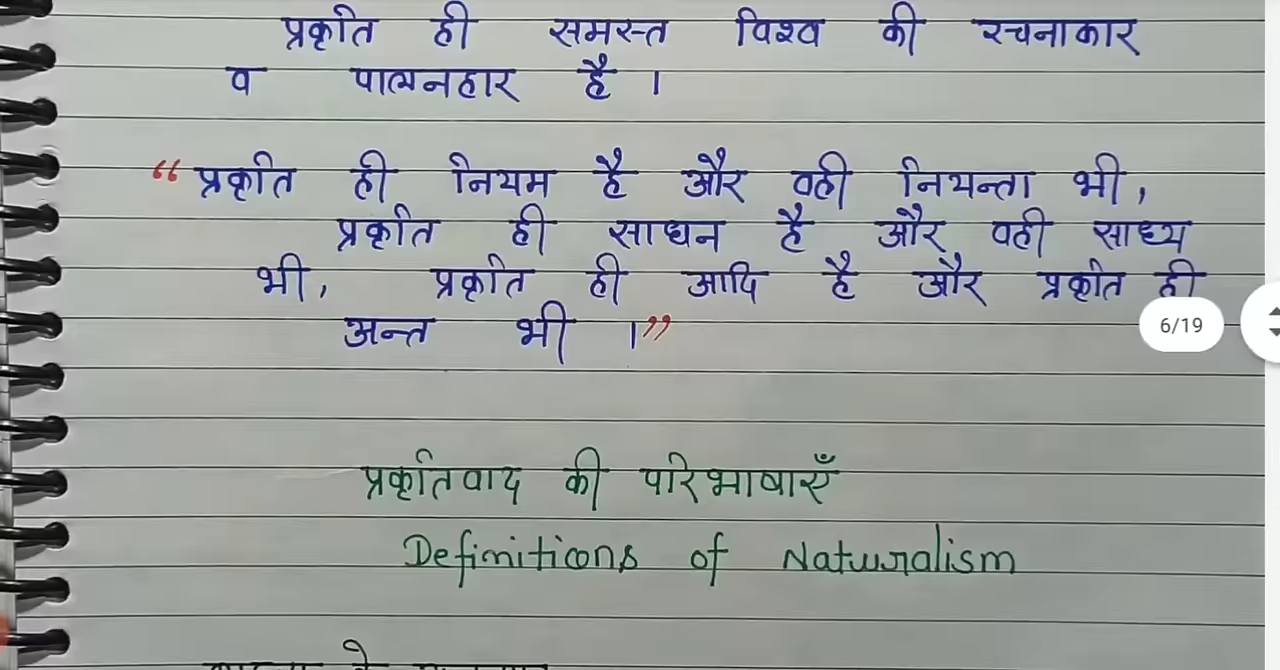 प्रकृति ही समस्त विश्व की रचनाकार
व पालनहार है ।
“ प्रकृति ही नियम है और वही नियन्ता भी,
प्रकृति ही साधन है और वही साध्य
भी, प्रकृति ही आदि है और प्रकृति ही
अन्त भी ।”
6/19
प्रकृतिवाद की परिभाषाएँ
Definitions of Naturalism